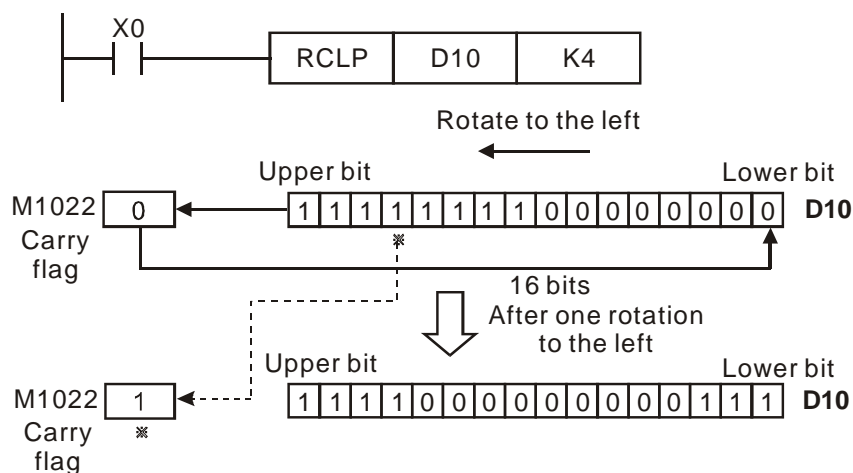 X0
RCLP D10 K4
Rotate to the left
Upper bit Lower bit
M1022 0 1 1 1 1 1 1 1 1 0 0 0 0 0 0 0 0 D10
Carry
flag
※
16 bits
After one rotation
to the left
Upper bit Lower bit
M1022 1 1 1 1 1 0 0 0 0 0 0 0 0 0 1 1 1 D10
Carry
flag
※